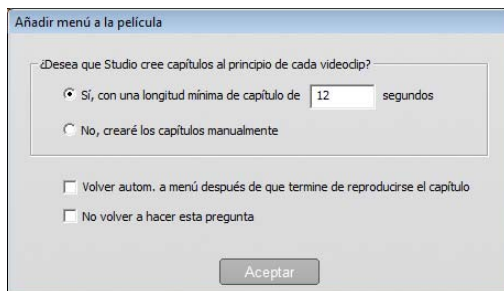 Añadir menú a la película
¿Desea que Studio cree capítulos al principio de cada videoclip?
Sí, con una longitud mínima de capítulo de 12 segundos
No, crearé los capítulos manualmente
Volver autom. a menú después de que termine de reproducirse el capítulo
No volver a hacer esta pregunta
Aceptar